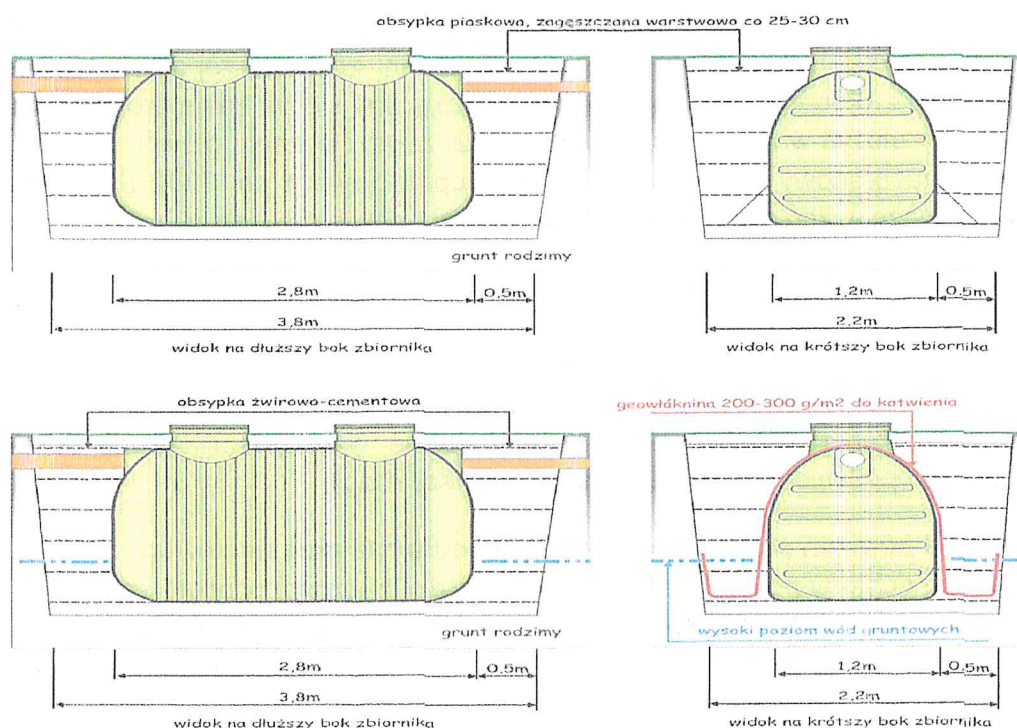 obsypka piaskowa, zagęszczana warstwowo co 25-30 cm
grunt rodzimy
2,8m
0,5m
3,8m
widok na dłuższy bok zbiornika
1,2m
0,5m
2,2m
widok na krótszy bok zbiornika
obsypka żwirowo-cementowa
grunt rodzimy
2,8m
0,5m
3,8m
widok na dłuższy bok zbiornika
geowłóknina 200-300 g/m2 do kotwienia
wysoki poziom wód gruntowych
1,2m
0,5m
2,2m
widok na krótszy bok zbiornika